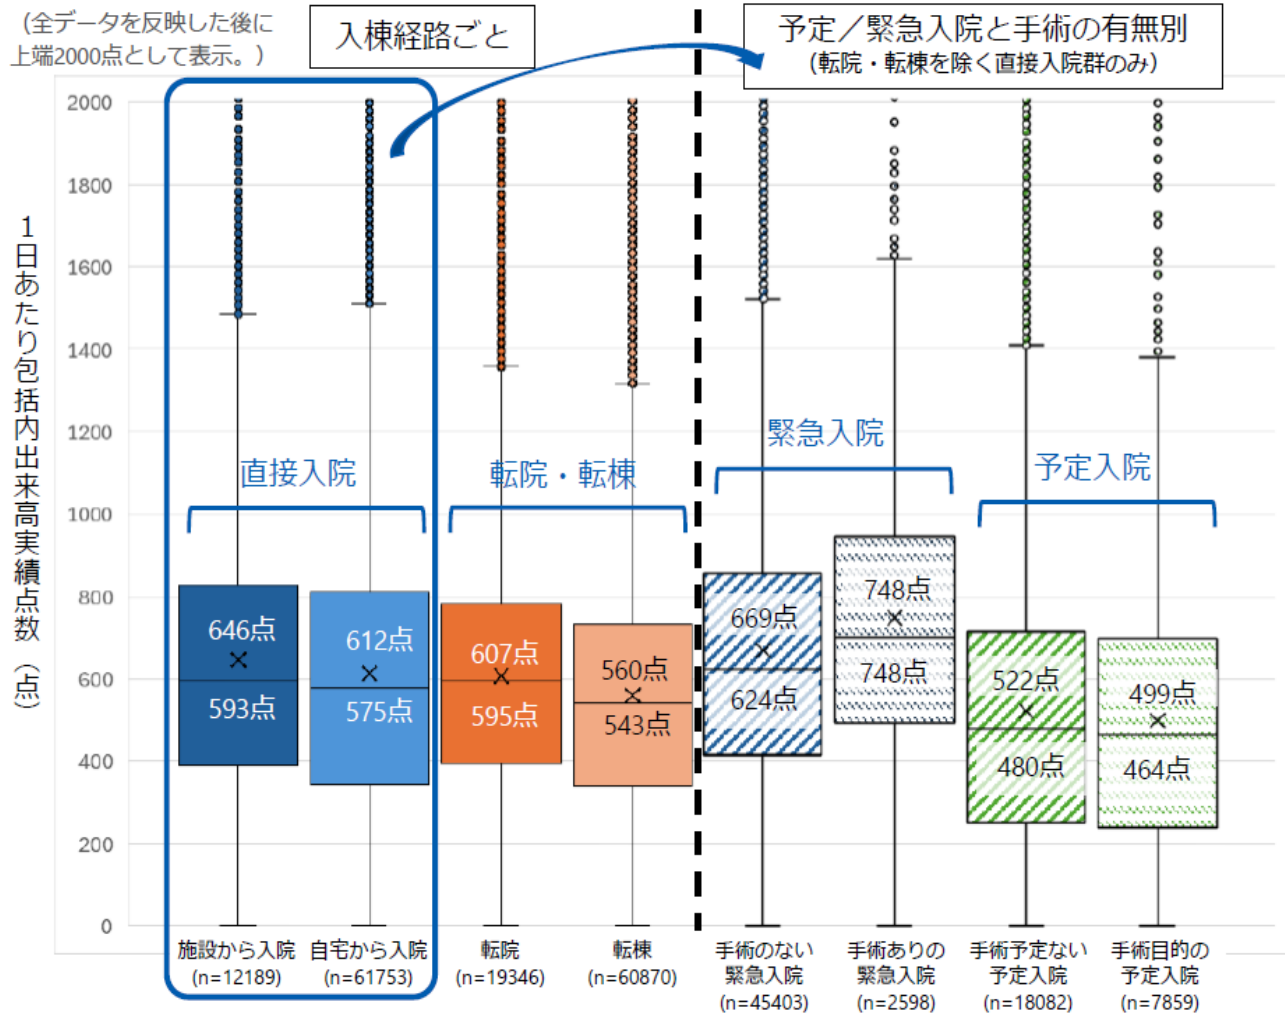 （全データを反映した後に
上端2000点として表示。）
入棟経路ごと
予定／緊急入院と手術の有無別
（転院・転棟を除く直接入院群のみ）
1日あたり包括内出来高実績点数（点）
2000
1800
1600
1400
1200
1000
800
600
400
200
0
直接入院
転院・転棟
緊急入院
予定入院
646点
593点
612点
575点
607点
595点
560点
543点
669点
624点
748点
748点
522点
480点
499点
464点
施設から入院
(n=12189)
自宅から入院
(n=61753)
転院
(n=19346)
転棟
(n=60870)
手術のない
緊急入院
(n=45403)
手術ありの
緊急入院
(n=2598)
手術予定ない
予定入院
(n=18082)
手術目的の
予定入院
(n=7859)